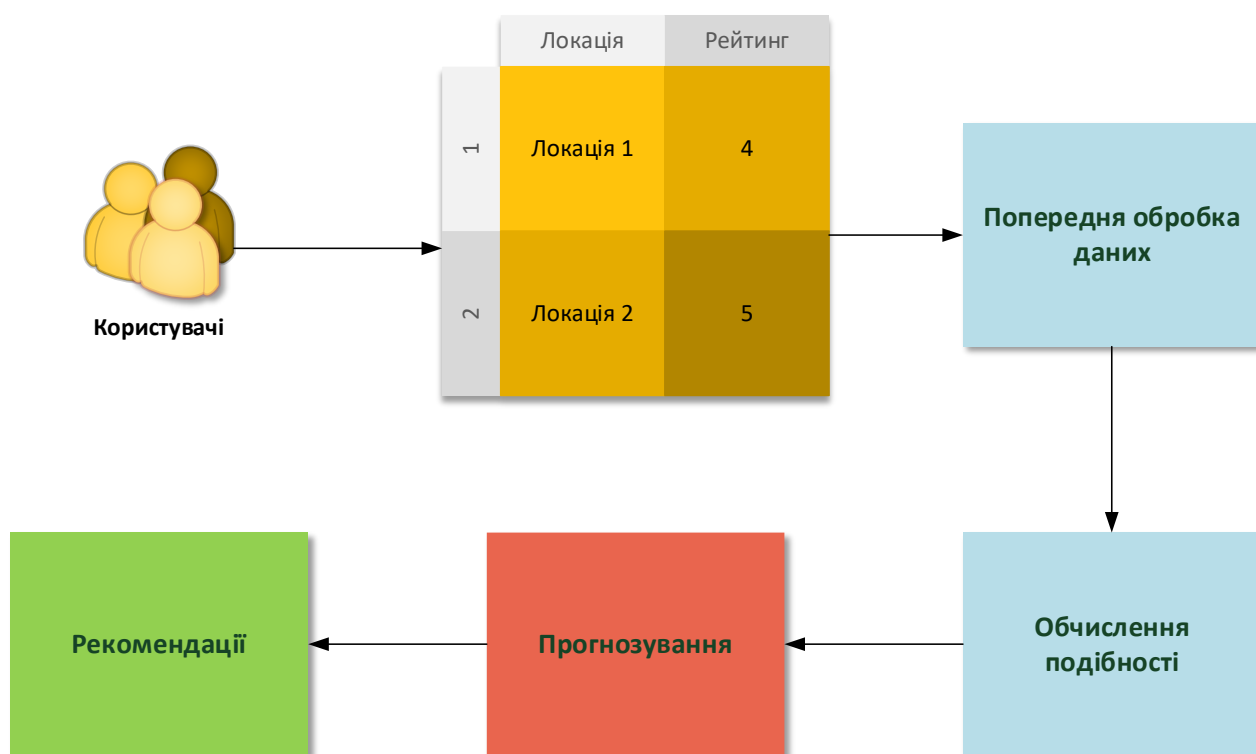 Локація Рейтинг
1 Локація 1 4
2 Локація 2 5
Користувачі
Попередня обробка
даних
Рекомендації
Прогнозування
Обчислення
подібності